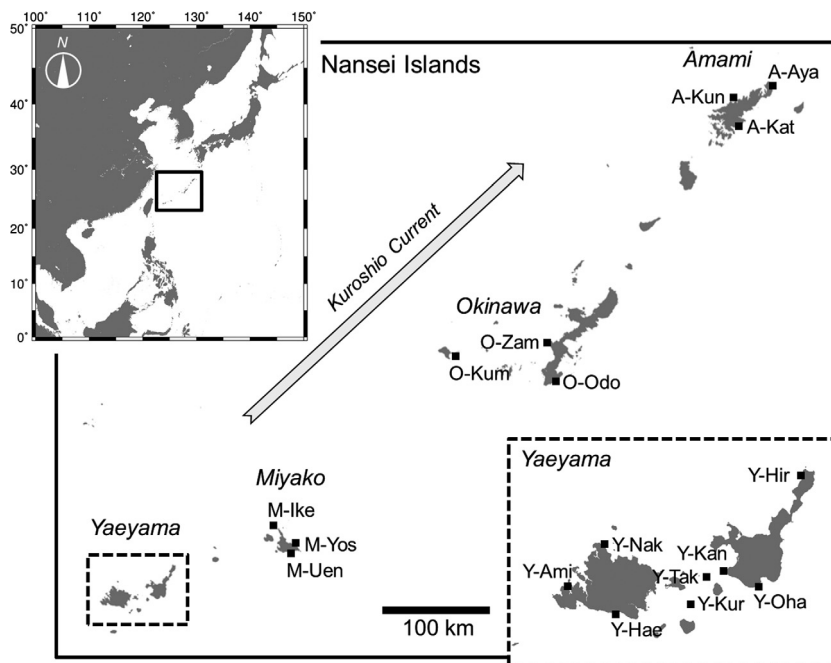 100° 110° 120° 130° 140° 150°
50°
N
40°
30°
20°
10°
0°
Nansei Islands
Amami
A-Aya
A-Kun
A-Kat
Kuroshio Current
Okinawa
O-Zam
O-Kum
O-Odo
Miyako
M-Ike
M-Yos
M-Uen
Yaeyama
100 km
Yaeyama
Y-Hir
Y-Nak
Y-Kan
Y-Ami
Y-Tak
Y-Kur
Y-Oha
Y-Hae